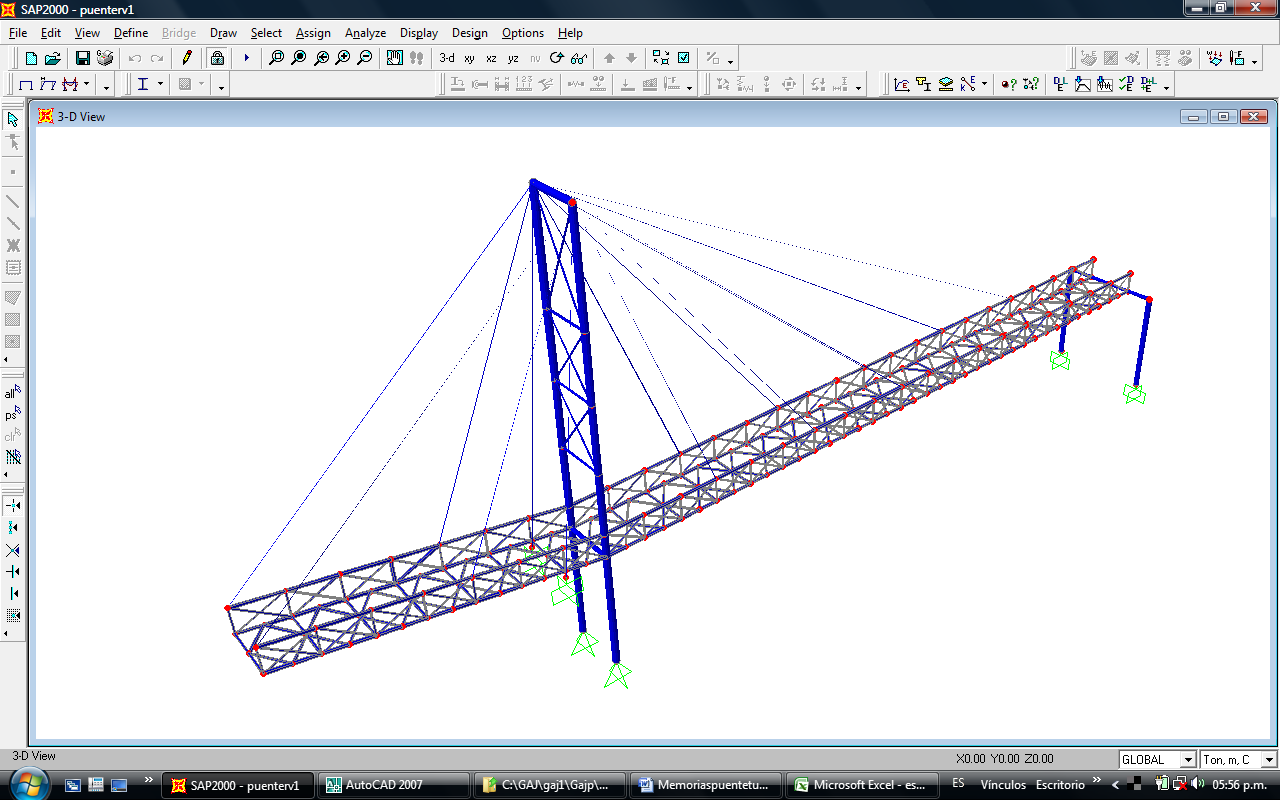 SAP2000 - puenterv1
File Edit View Define Bridge Draw Select Assign Analyze Display Design Options Help
3-d xy xz yz nv
3-D View
all
ps
clr
3-D View
X0.00 Y0.00 Z0.00
GLOBAL
Ton, m, C
SAP2000 - puenterv1
AutoCAD 2007
C:\GAJ\gaj1\Gajp\...
Memoriaspuentetu...
Microsoft Excel - es...
ES
Vínculos
Escritorio
05:56 p.m.